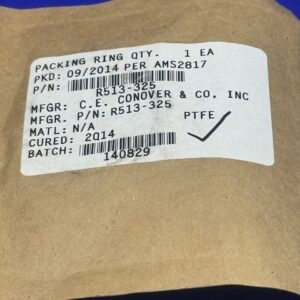 PACKING RING QTY. 1 EA
PKD: 09/2014 PER AMS2817
P/N:
R513-325
MFGR: C.E. CONOVER & CO. INC
MFGR. P/N: R513-325
MATL: N/A PTFE
CURED: 2Q14
BATCH:
140829